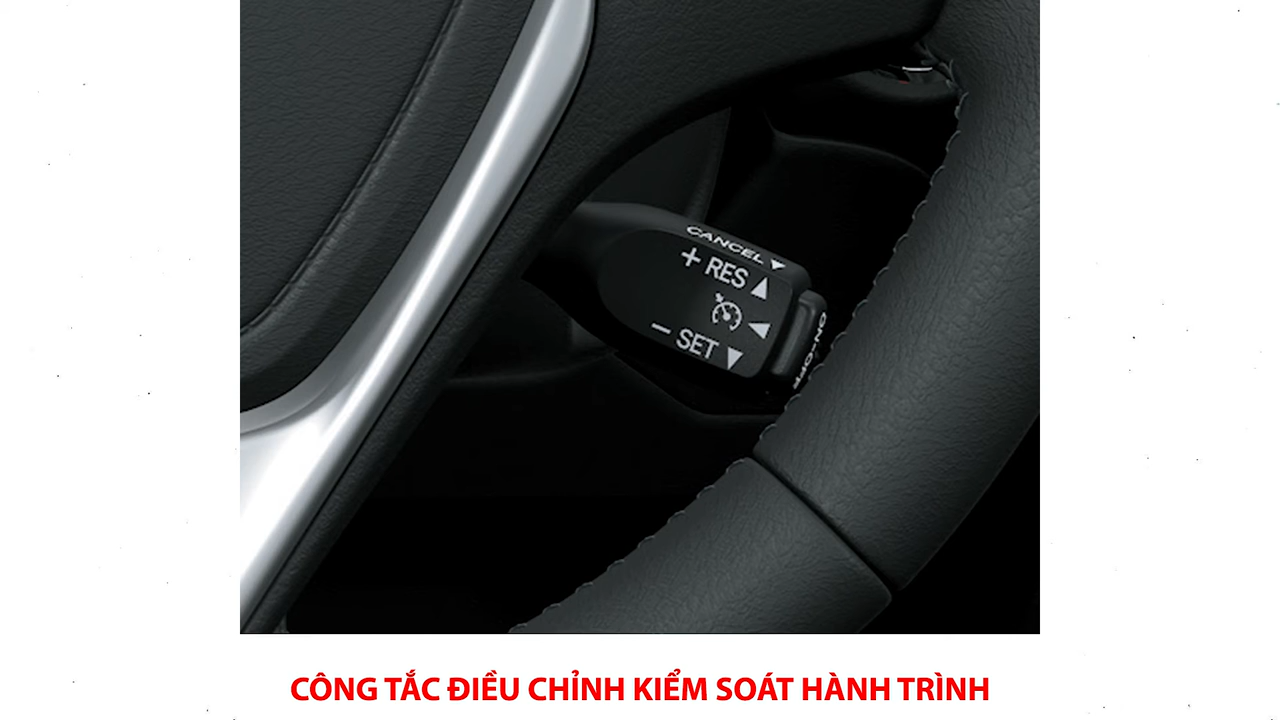 CANCEL ▼
+ RES ▲
◀
− SET ▼
ON-OFF
CÔNG TẮC ĐIỀU CHỈNH KIỂM SOÁT HÀNH TRÌNH